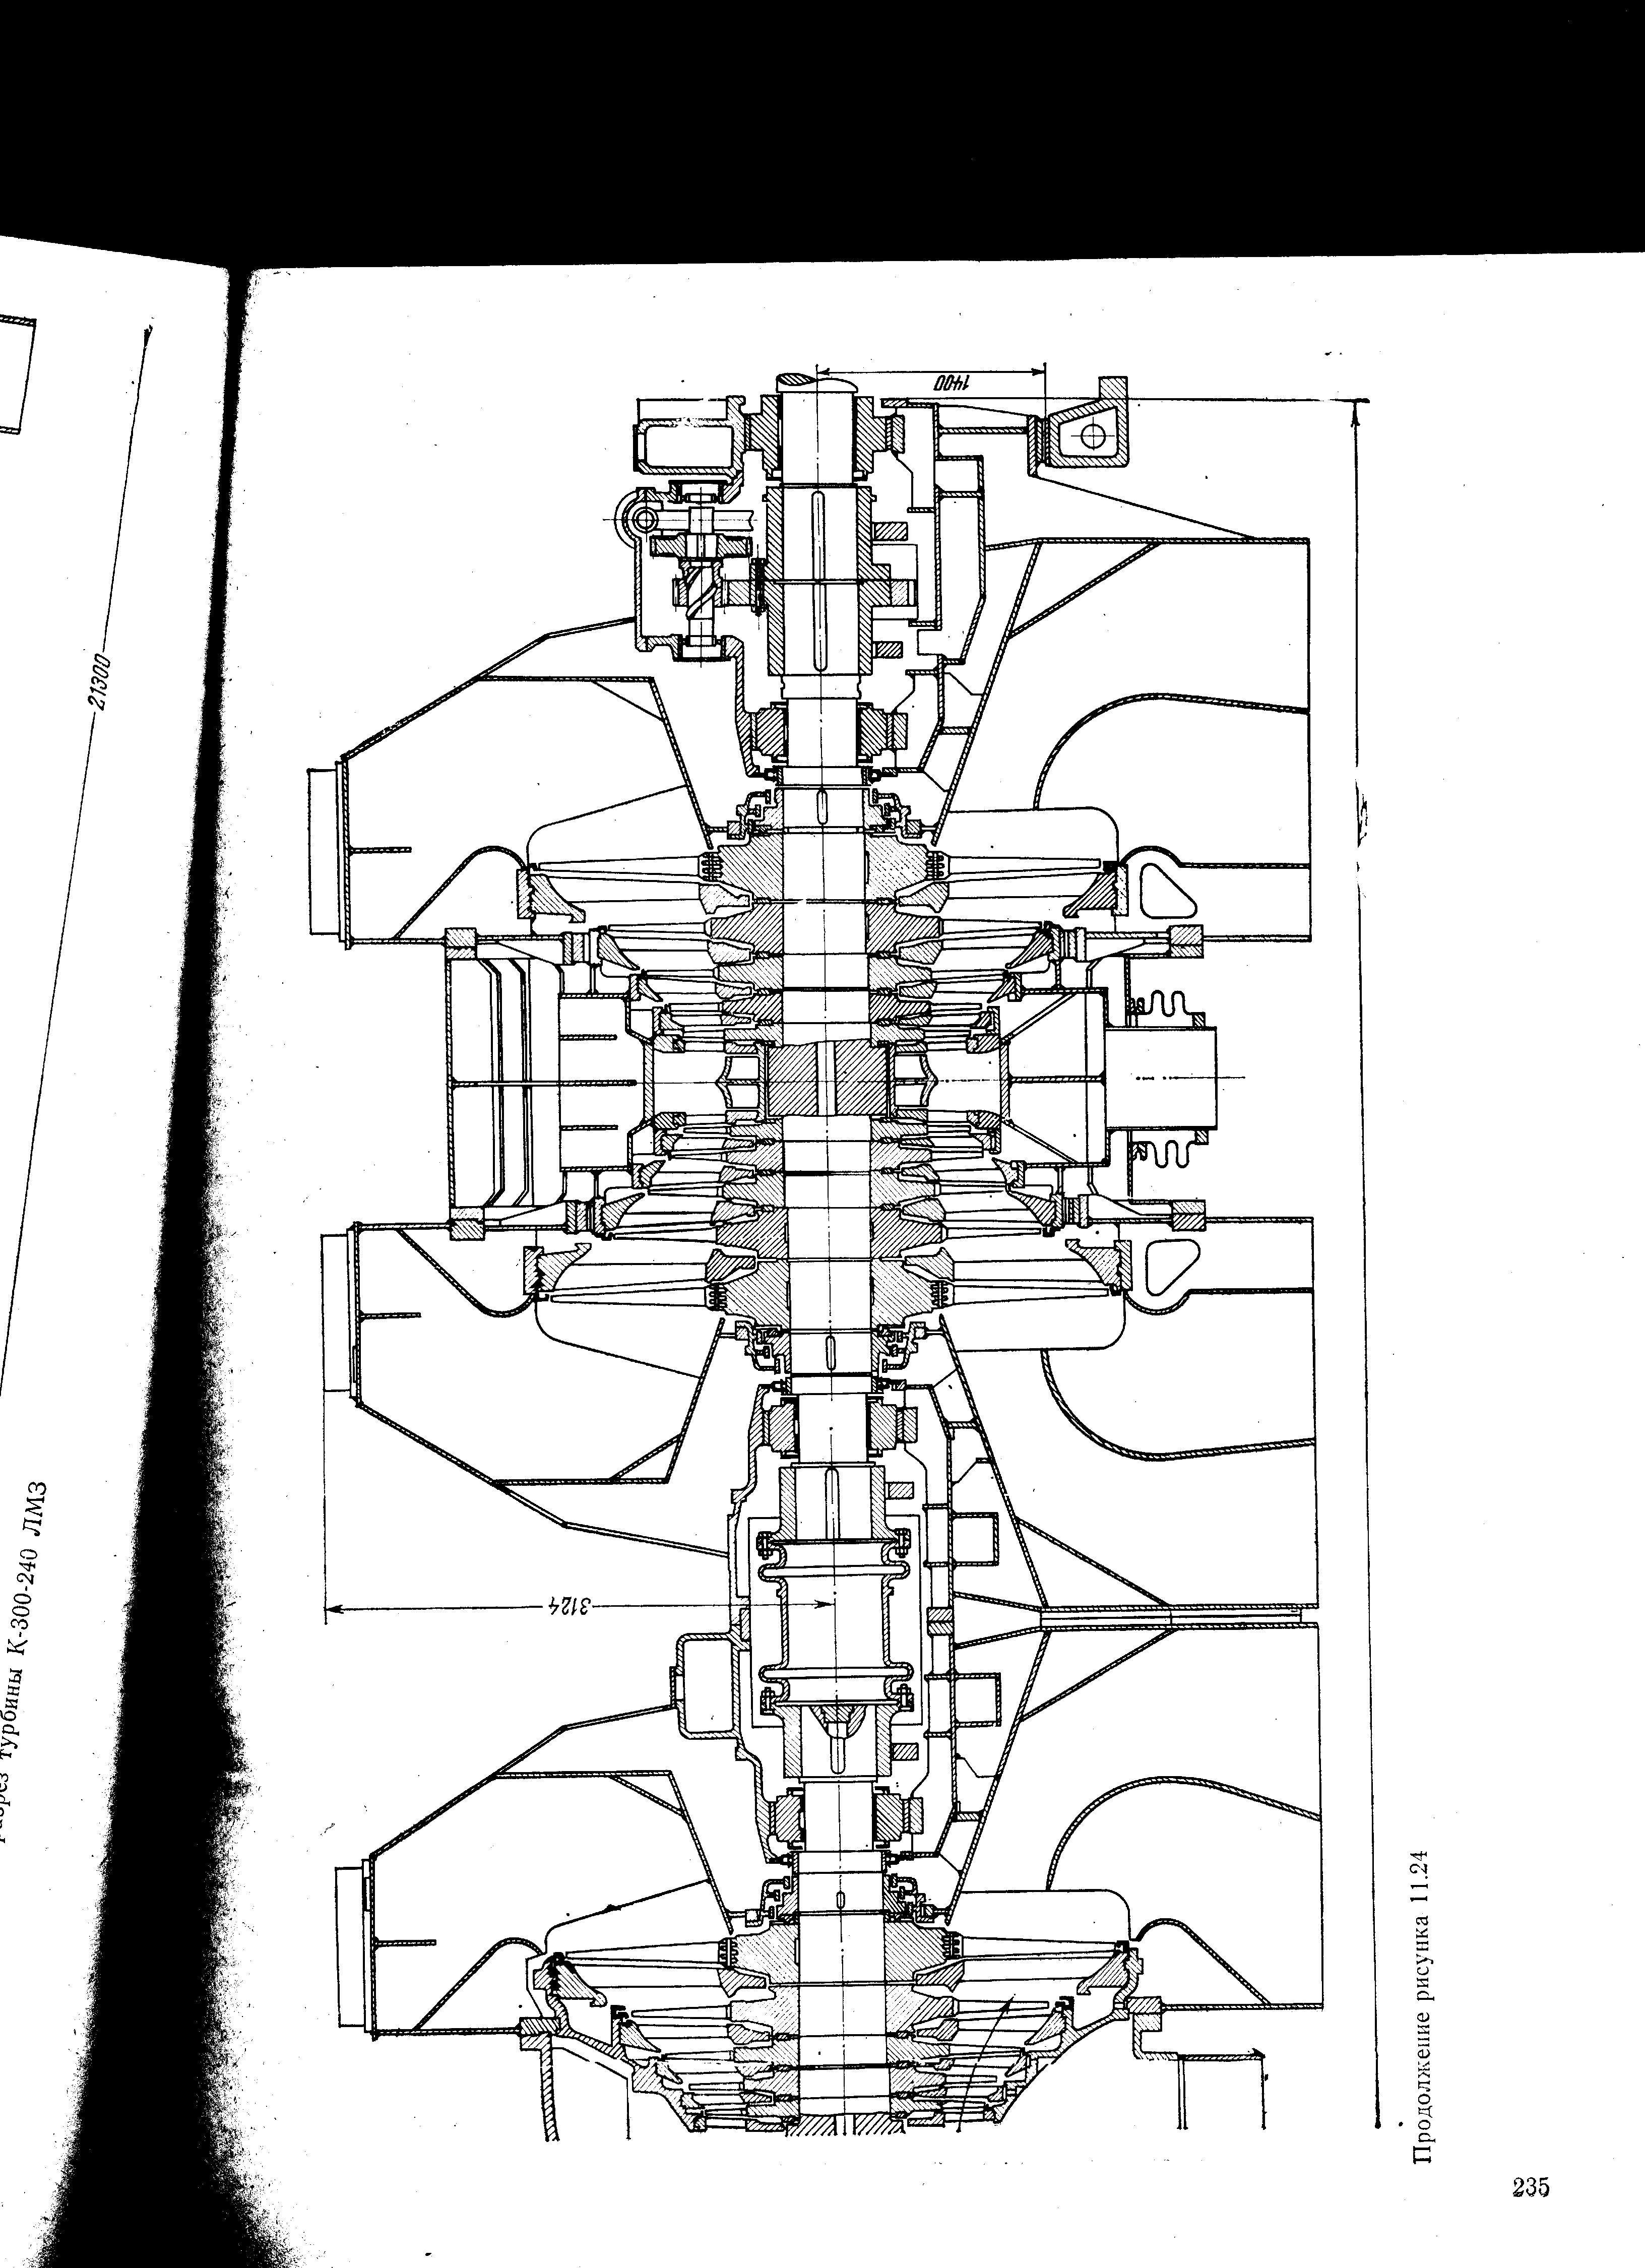 21300
разрез турбины К-300-240 ЛМЗ
1400
3124
Продолжение рисунка 11.24
235